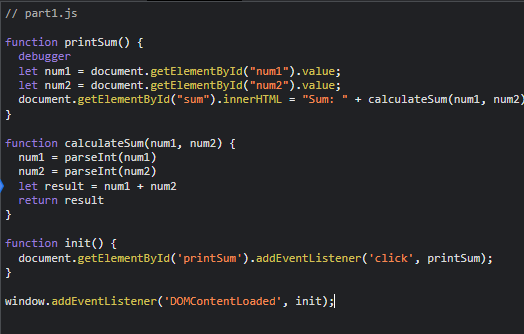 // part1.js
function printSum() {
debugger
let num1 = document.getElementById("num1").value;
let num2 = document.getElementById("num2").value;
document.getElementById("sum").innerHTML = "Sum: " + calculateSum(num1, num2)
}
function calculateSum(num1, num2) {
num1 = parseInt(num1)
num2 = parseInt(num2)
let result = num1 + num2
return result
}
function init() {
document.getElementById('printSum').addEventListener('click', printSum);
}
window.addEventListener('DOMContentLoaded', init);